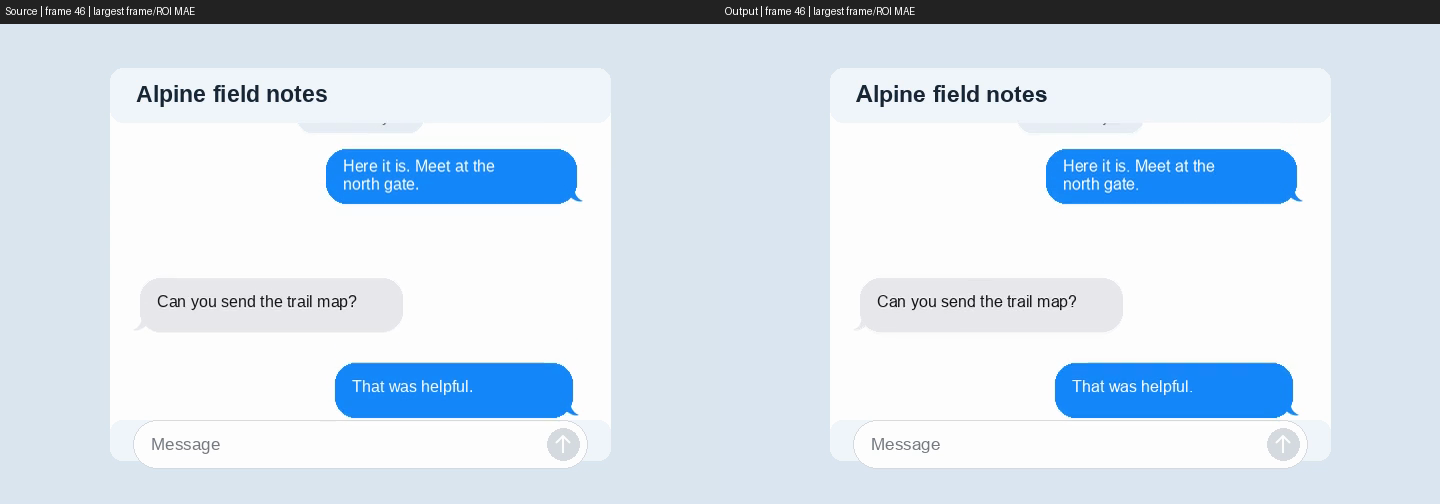 Source | frame 46 | largest frame/ROI MAE
Output | frame 46 | largest frame/ROI MAE
Alpine field notes
Here it is. Meet at the
north gate.
Can you send the trail map?
That was helpful.
Message
Alpine field notes
Here it is. Meet at the
north gate.
Can you send the trail map?
That was helpful.
Message